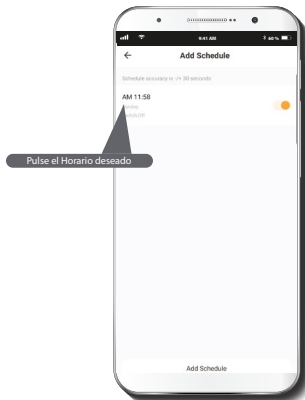 9:41 AM
60 %
Add Schedule
Schedule accuracy is -/+ 30 seconds
AM 11:58
Pulse el Horario deseado
Add Schedule